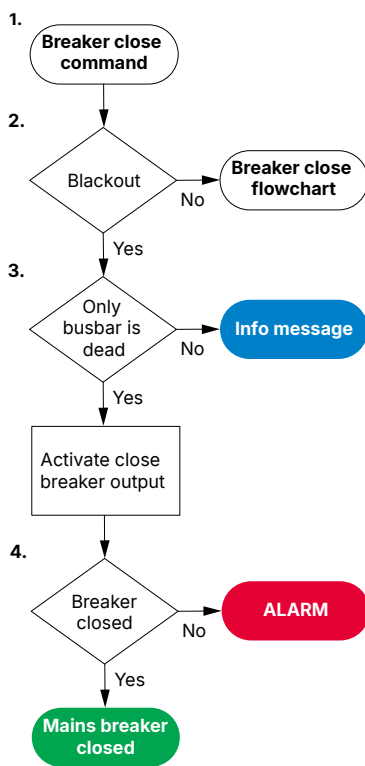 1.
Breaker close
command
2.
Blackout
No
Breaker close
flowchart
Yes
3.
Only
busbar is
dead
No
Info message
Yes
Activate close
breaker output
4.
Breaker
closed
No
ALARM
Yes
Mains breaker
closed